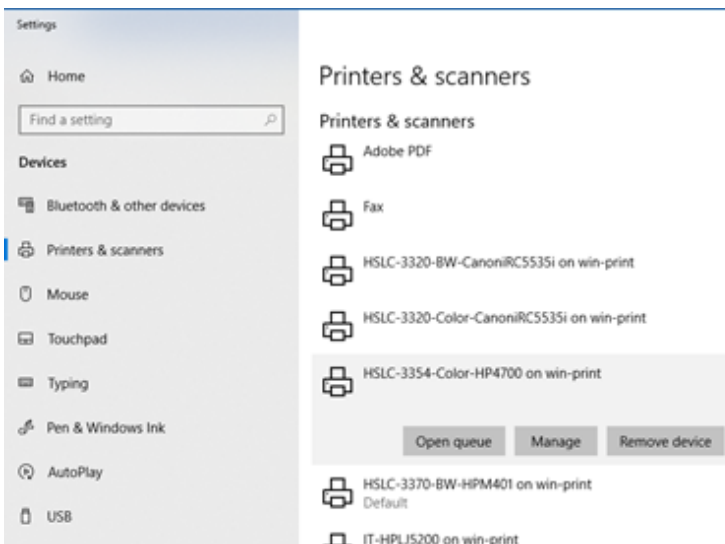 Settings
Home
Find a setting
Devices
Bluetooth & other devices
Printers & scanners
Mouse
Touchpad
Typing
Pen & Windows Ink
AutoPlay
USB
Printers & scanners
Printers & scanners
Adobe PDF
Fax
HSLC-3320-BW-CanoniRC5535i on win-print
HSLC-3320-Color-CanoniRC5535i on win-print
HSLC-3354-Color-HP4700 on win-print
Open queue Manage Remove device
HSLC-3370-BW-HPM401 on win-print
Default
IT-HPLJ5200 on win-print